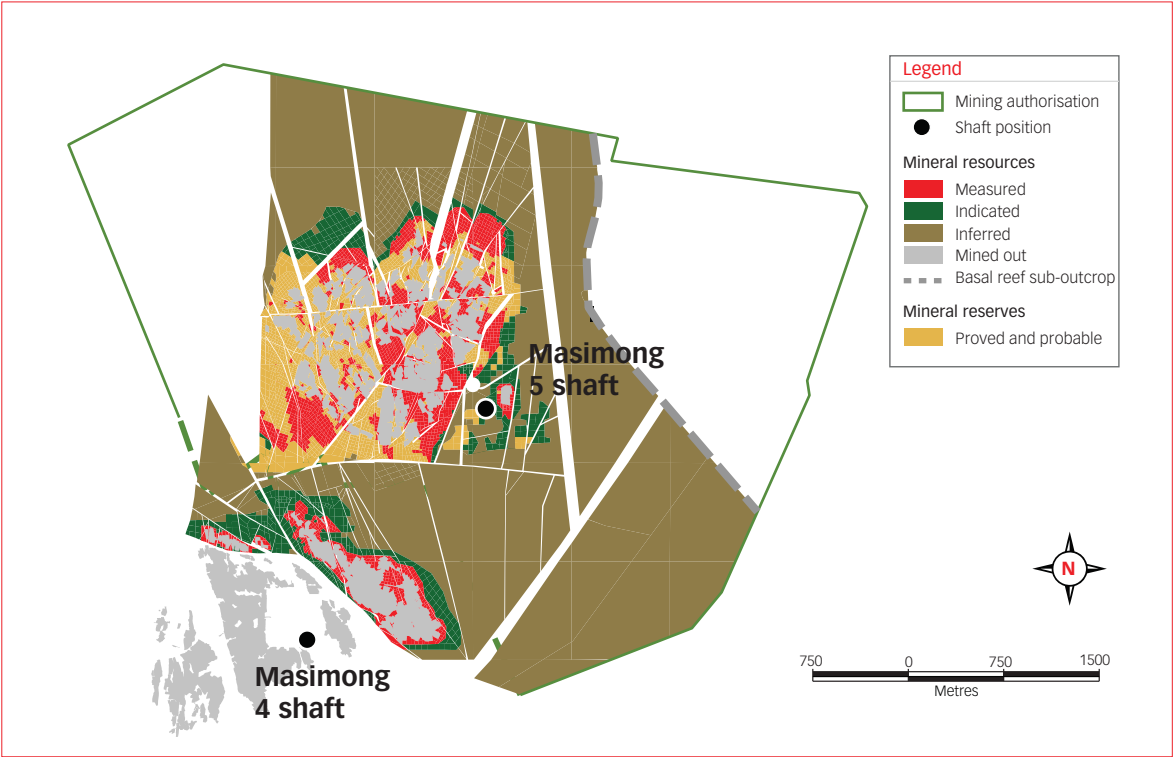 Legend
Mining authorisation
Shaft position
Mineral resources
Measured
Indicated
Inferred
Mined out
Basal reef sub-outcrop
Mineral reserves
Proved and probable
Masimong
5 shaft
Masimong
4 shaft
N
750 0 750 1500
Metres